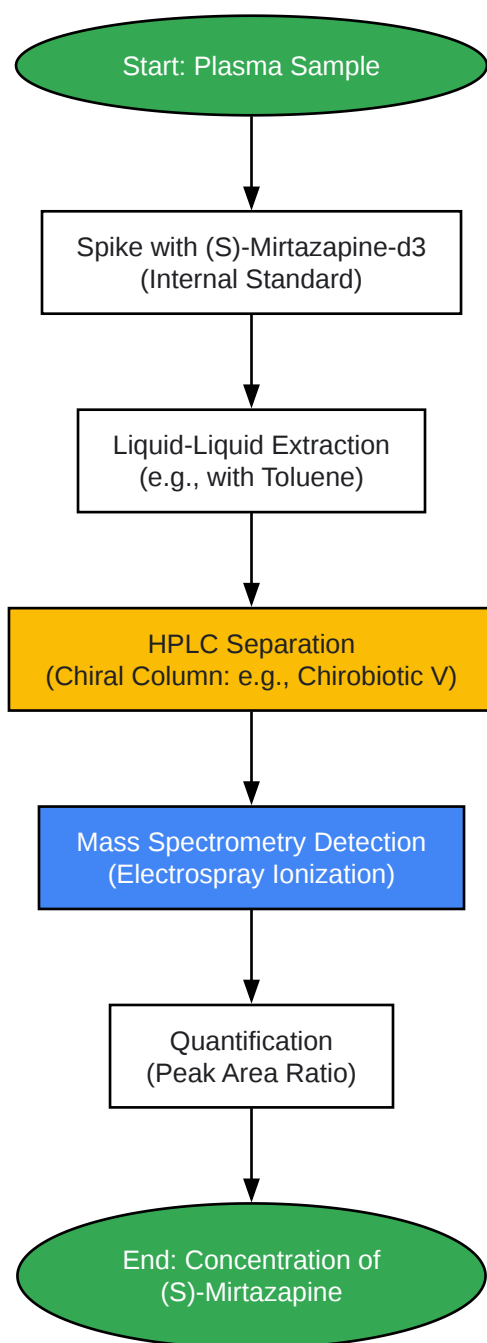 Start: Plasma Sample
Spike with (S)-Mirtazapine-d3
(Internal Standard)
Liquid-Liquid Extraction
(e.g., with Toluene)
HPLC Separation
(Chiral Column: e.g., Chirobiotic V)
Mass Spectrometry Detection
(Electrospray Ionization)
Quantification
(Peak Area Ratio)
End: Concentration of
(S)-Mirtazapine